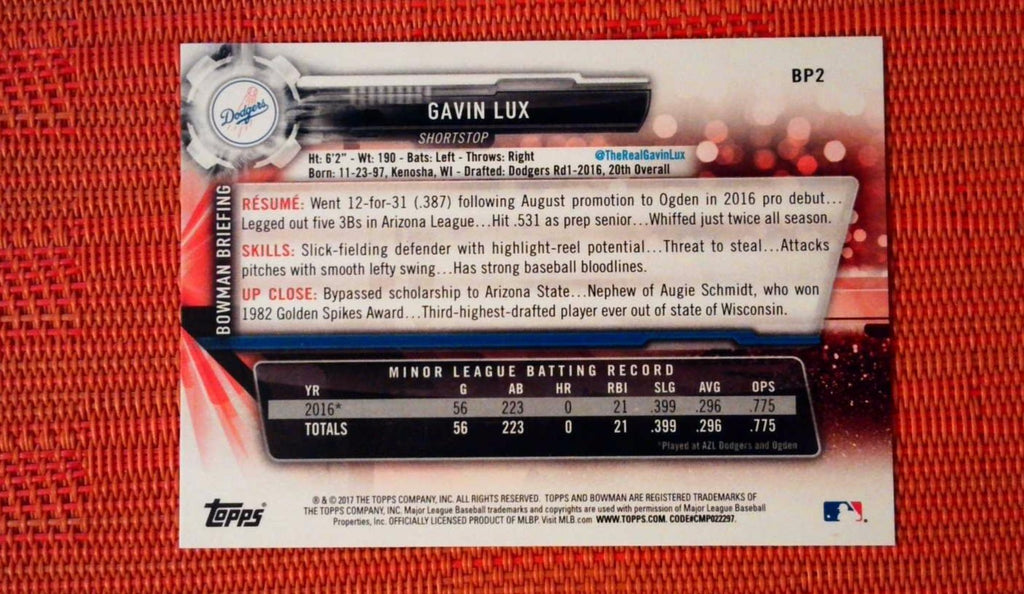 BP2
Dodgers
GAVIN LUX
SHORTSTOP
Ht: 6'2" - Wt: 190 - Bats: Left - Throws: Right @TheRealGavinLux
Born: 11-23-97, Kenosha, WI - Drafted: Dodgers Rd1-2016, 20th Overall
BOWMAN BRIEFING
RÉSUMÉ: Went 12-for-31 (.387) following August promotion to Ogden in 2016 pro debut...
Legged out five 3Bs in Arizona League...Hit .531 as prep senior...Whiffed just twice all season.
SKILLS: Slick-fielding defender with highlight-reel potential...Threat to steal...Attacks
pitches with smooth lefty swing...Has strong baseball bloodlines.
UP CLOSE: Bypassed scholarship to Arizona State...Nephew of Augie Schmidt, who won
1982 Golden Spikes Award...Third-highest-drafted player ever out of state of Wisconsin.
MINOR LEAGUE BATTING RECORD
YR G AB HR RBI SLG AVG OPS
2016* 56 223 0 21 .399 .296 .775
TOTALS 56 223 0 21 .399 .296 .775
*Played at AZL Dodgers and Ogden
Topps®
® & © 2017 THE TOPPS COMPANY, INC. ALL RIGHTS RESERVED. TOPPS AND BOWMAN ARE REGISTERED TRADEMARKS OF
THE TOPPS COMPANY, INC. Major League Baseball trademarks and copyrights are used with permission of Major League Baseball
Properties, Inc. OFFICIALLY LICENSED PRODUCT OF MLBP. Visit MLB.com WWW.TOPPS.COM. CODE#CMP022297.